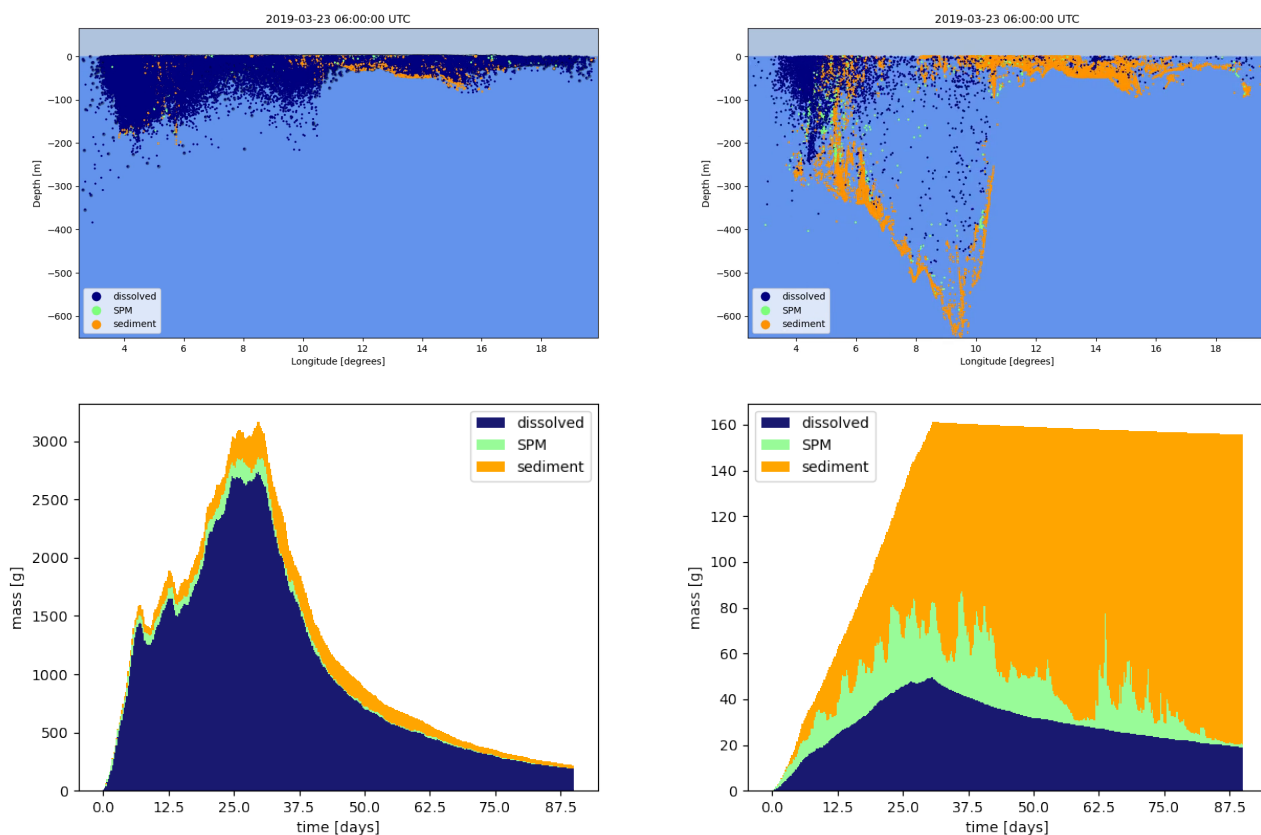 2019-03-23 06:00:00 UTC
Depth [m]
0
−100
−200
−300
−400
−500
−600
dissolved
SPM
sediment
4 6 8 10 12 14 16 18
Longitude [degrees]
2019-03-23 06:00:00 UTC
Depth [m]
0
−100
−200
−300
−400
−500
−600
dissolved
SPM
sediment
4 6 8 10 12 14 16 18
Longitude [degrees]
mass [g]
3000
2500
2000
1500
1000
500
0
dissolved
SPM
sediment
0.0 12.5 25.0 37.5 50.0 62.5 75.0 87.5
time [days]
mass [g]
160
140
120
100
80
60
40
20
0
dissolved
SPM
sediment
0.0 12.5 25.0 37.5 50.0 62.5 75.0 87.5
time [days]